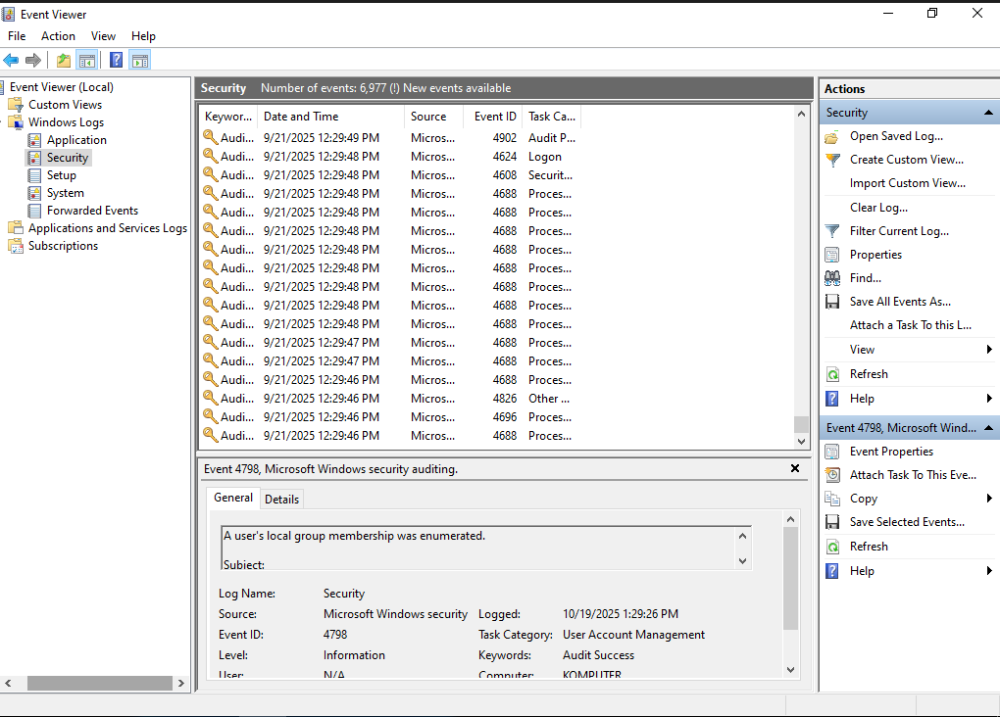 Event Viewer
File Action View Help
Event Viewer (Local)
Custom Views
Windows Logs
Application
Security
Setup
System
Forwarded Events
Applications and Services Logs
Subscriptions
Security Number of events: 6,977 (!) New events available
Keywor... Date and Time Source Event ID Task Ca...
Audi... 9/21/2025 12:29:49 PM Micros... 4902 Audit P...
Audi... 9/21/2025 12:29:48 PM Micros... 4624 Logon
Audi... 9/21/2025 12:29:48 PM Micros... 4608 Securit...
Audi... 9/21/2025 12:29:48 PM Micros... 4688 Proces...
Audi... 9/21/2025 12:29:48 PM Micros... 4688 Proces...
Audi... 9/21/2025 12:29:48 PM Micros... 4688 Proces...
Audi... 9/21/2025 12:29:48 PM Micros... 4688 Proces...
Audi... 9/21/2025 12:29:48 PM Micros... 4688 Proces...
Audi... 9/21/2025 12:29:48 PM Micros... 4688 Proces...
Audi... 9/21/2025 12:29:48 PM Micros... 4688 Proces...
Audi... 9/21/2025 12:29:48 PM Micros... 4688 Proces...
Audi... 9/21/2025 12:29:47 PM Micros... 4688 Proces...
Audi... 9/21/2025 12:29:47 PM Micros... 4688 Proces...
Audi... 9/21/2025 12:29:46 PM Micros... 4688 Proces...
Audi... 9/21/2025 12:29:46 PM Micros... 4826 Other ...
Audi... 9/21/2025 12:29:46 PM Micros... 4696 Proces...
Audi... 9/21/2025 12:29:46 PM Micros... 4688 Proces...
Event 4798, Microsoft Windows security auditing.
General Details
A user's local group membership was enumerated.
Subject:
Log Name: Security
Source: Microsoft Windows security Logged: 10/19/2025 1:29:26 PM
Event ID: 4798 Task Category: User Account Management
Level: Information Keywords: Audit Success
User: N/A Computer: KOMPUTER
Actions
Security
Open Saved Log...
Create Custom View...
Import Custom View...
Clear Log...
Filter Current Log...
Properties
Find...
Save All Events As...
Attach a Task To this L...
View
Refresh
Help
Event 4798, Microsoft Wind...
Event Properties
Attach Task To This Eve...
Copy
Save Selected Events...
Refresh
Help